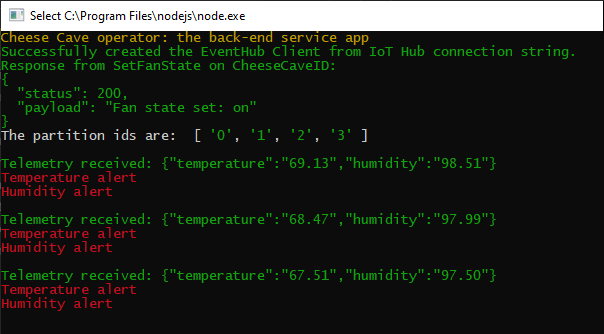 Select C:\Program Files\nodejs\node.exe
Cheese Cave operator: the back-end service app
Successfully created the EventHub Client from IoT Hub connection string.
Response from SetFanState on CheeseCaveID:
{
  "status": 200,
  "payload": "Fan state set: on"
}
The partition ids are:  [ '0', '1', '2', '3' ]
Telemetry received: {"temperature":"69.13","humidity":"98.51"}
Temperature alert
Humidity alert
Telemetry received: {"temperature":"68.47","humidity":"97.99"}
Temperature alert
Humidity alert
Telemetry received: {"temperature":"67.51","humidity":"97.50"}
Temperature alert
Humidity alert